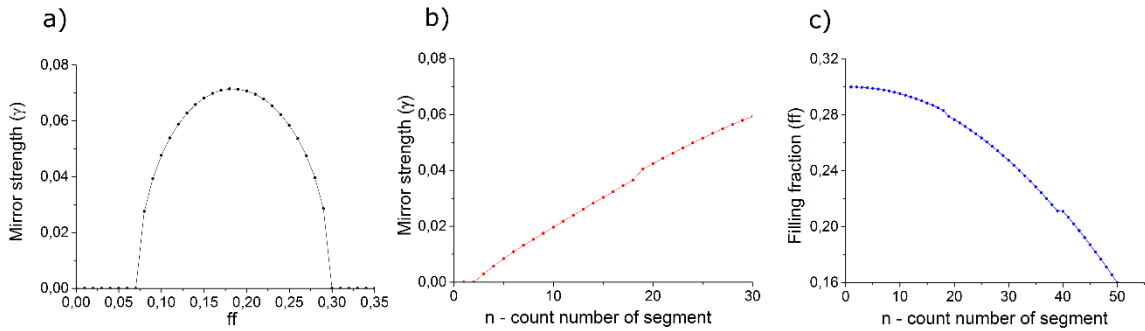 a)
Mirror strength (γ)
0,08
0,06
0,04
0,02
0,00
0,00 0,05 0,10 0,15 0,20 0,25 0,30 0,35
ff
b)
Mirror strength (γ)
0,08
0,06
0,04
0,02
0,00
0 10 20 30
n - count number of segment
c)
Filling fraction (ff)
0,32
0,28
0,24
0,20
0,16
0 10 20 30 40 50
n - count number of segment